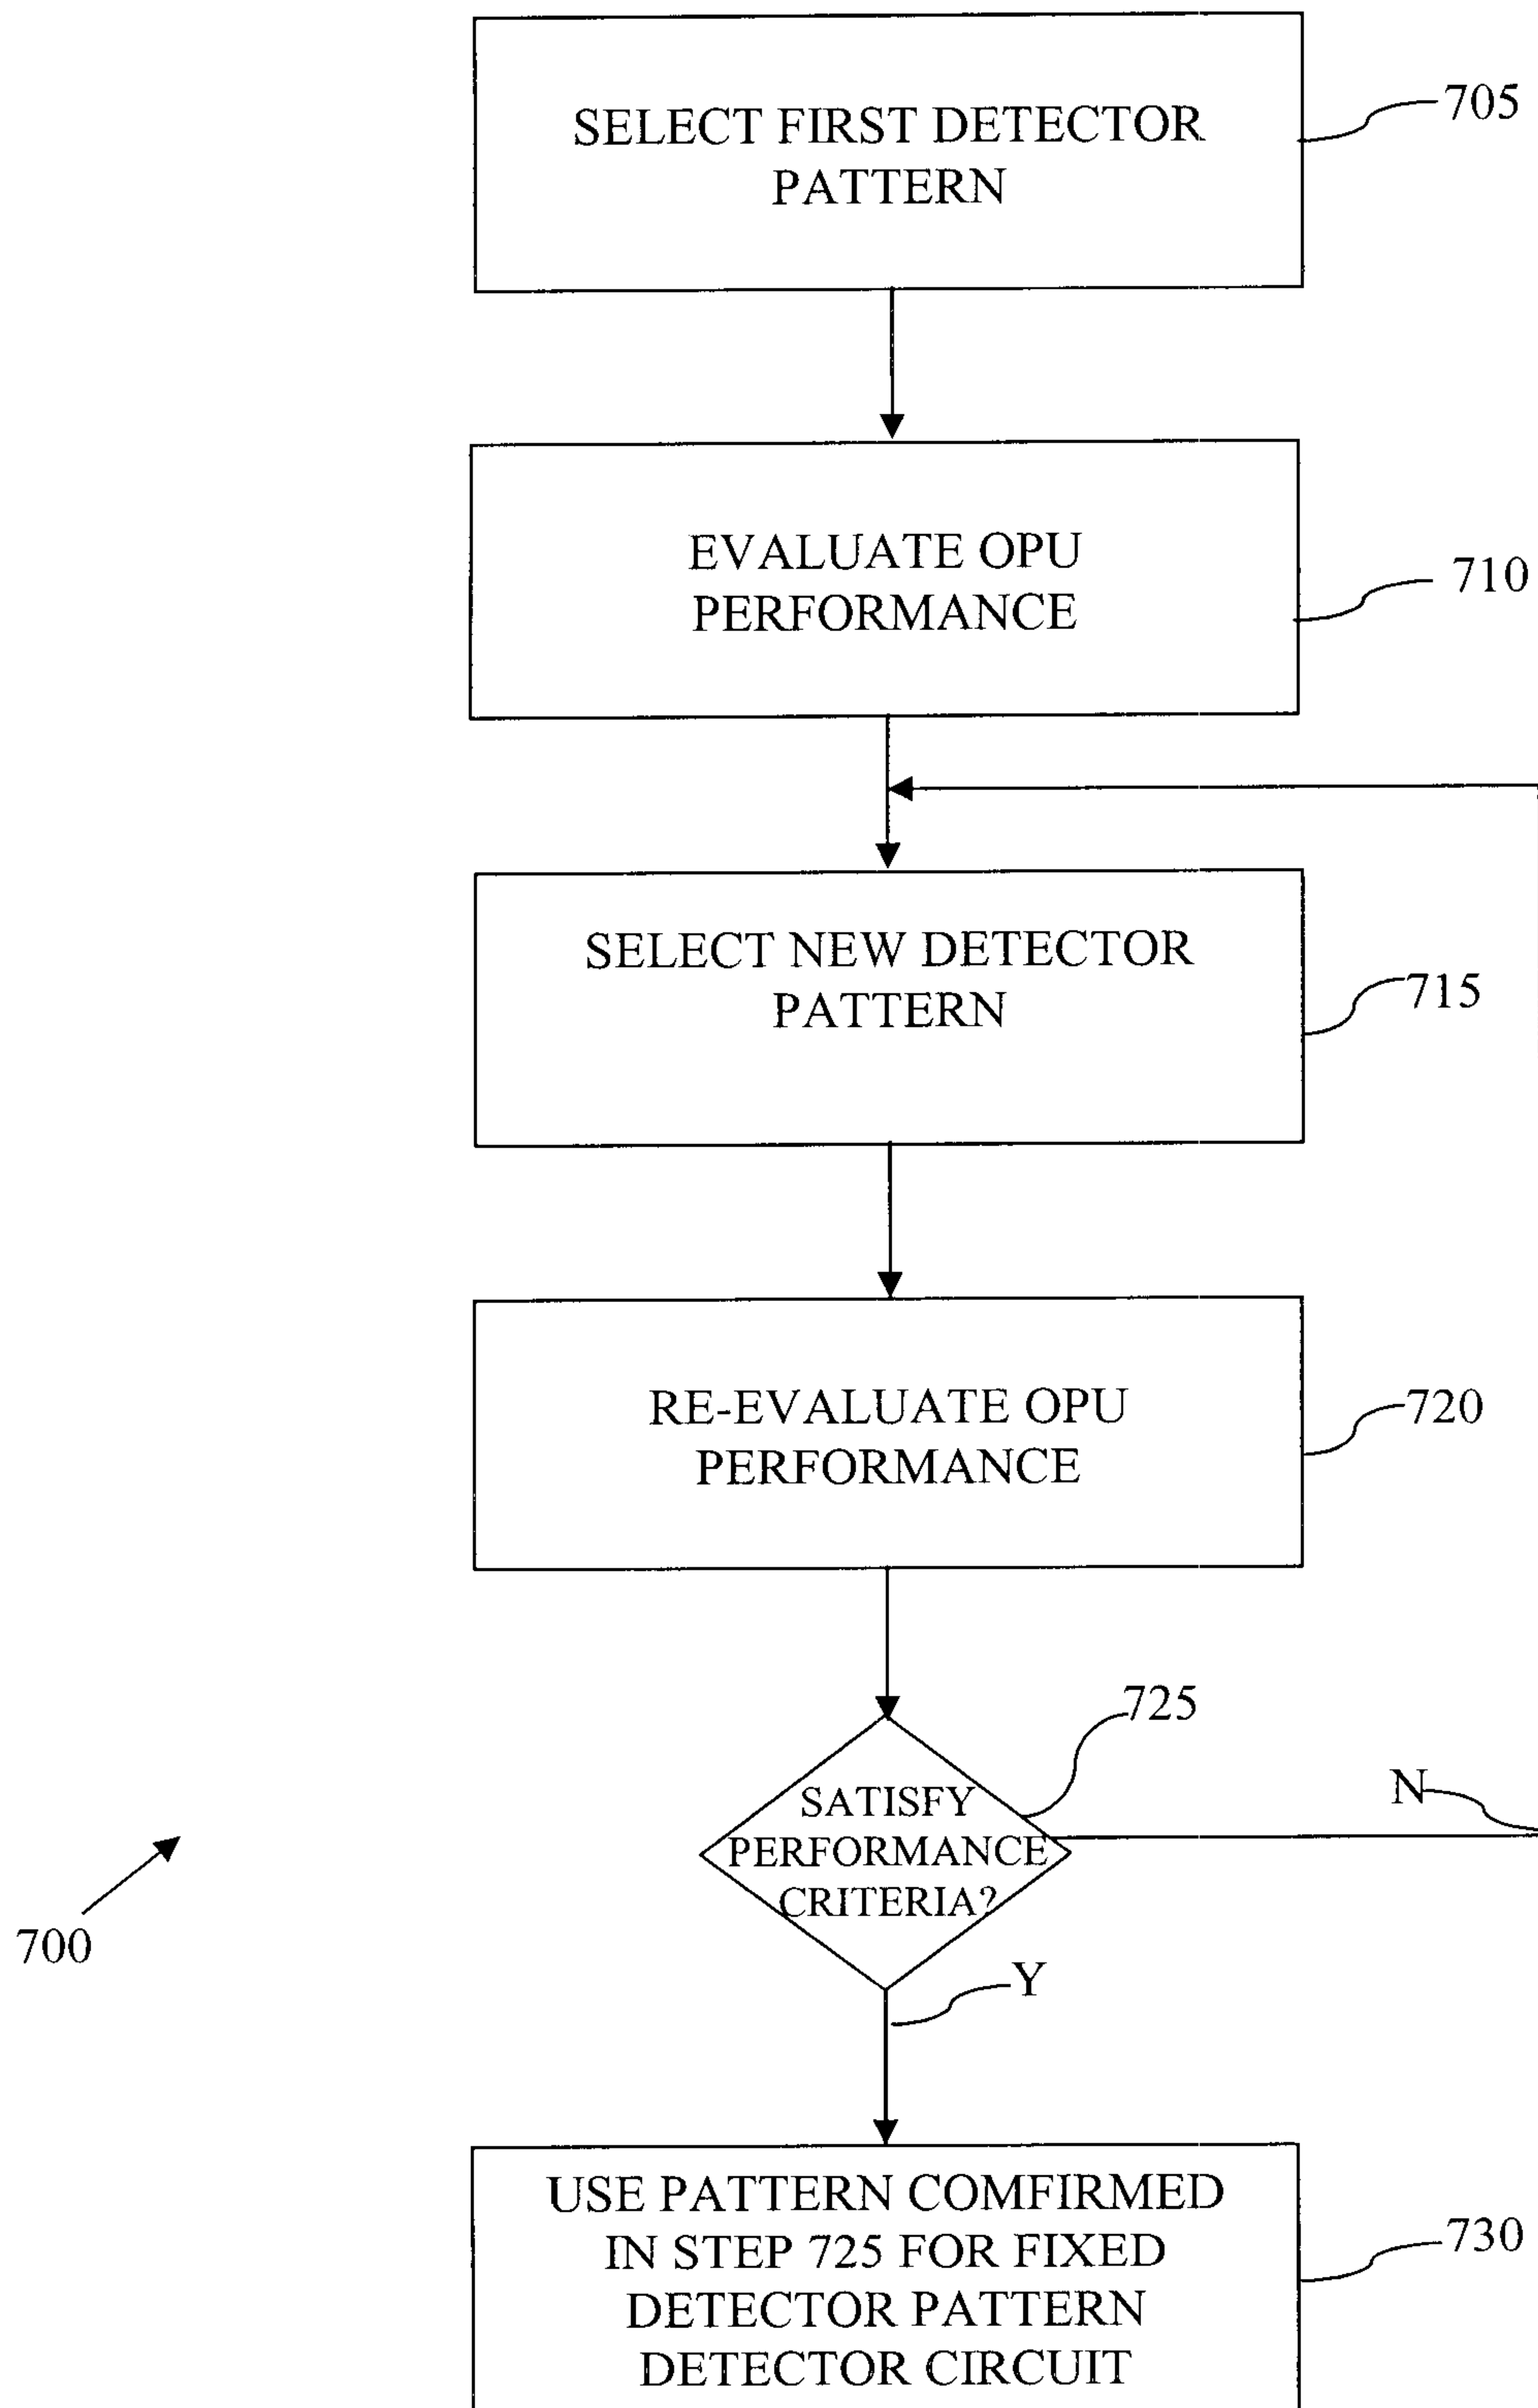 SELECT FIRST DETECTOR
PATTERN
705
EVALUATE OPU
PERFORMANCE
710
SELECT NEW DETECTOR
PATTERN
715
RE-EVALUATE OPU
PERFORMANCE
720
725
SATISFY
PERFORMANCE
CRITERIA?
N
700
Y
USE PATTERN COMFIRMED
IN STEP 725 FOR FIXED
DETECTOR PATTERN
DETECTOR CIRCUIT
730